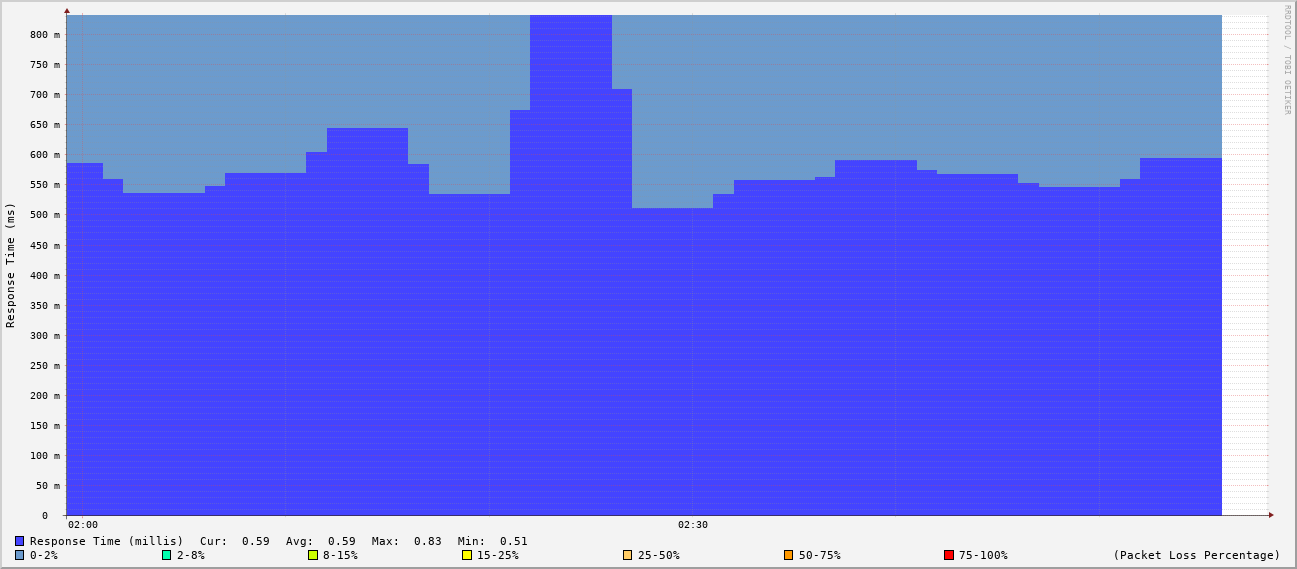 RRDTOOL / TOBI OETIKER
Response Time (ms)
800 m
750 m
700 m
650 m
600 m
550 m
500 m
450 m
400 m
350 m
300 m
250 m
200 m
150 m
100 m
50 m
0
02:00 02:30
Response Time (millis) Cur: 0.59 Avg: 0.59 Max: 0.83 Min: 0.51
0-2% 2-8% 8-15% 15-25% 25-50% 50-75% 75-100% (Packet Loss Percentage)